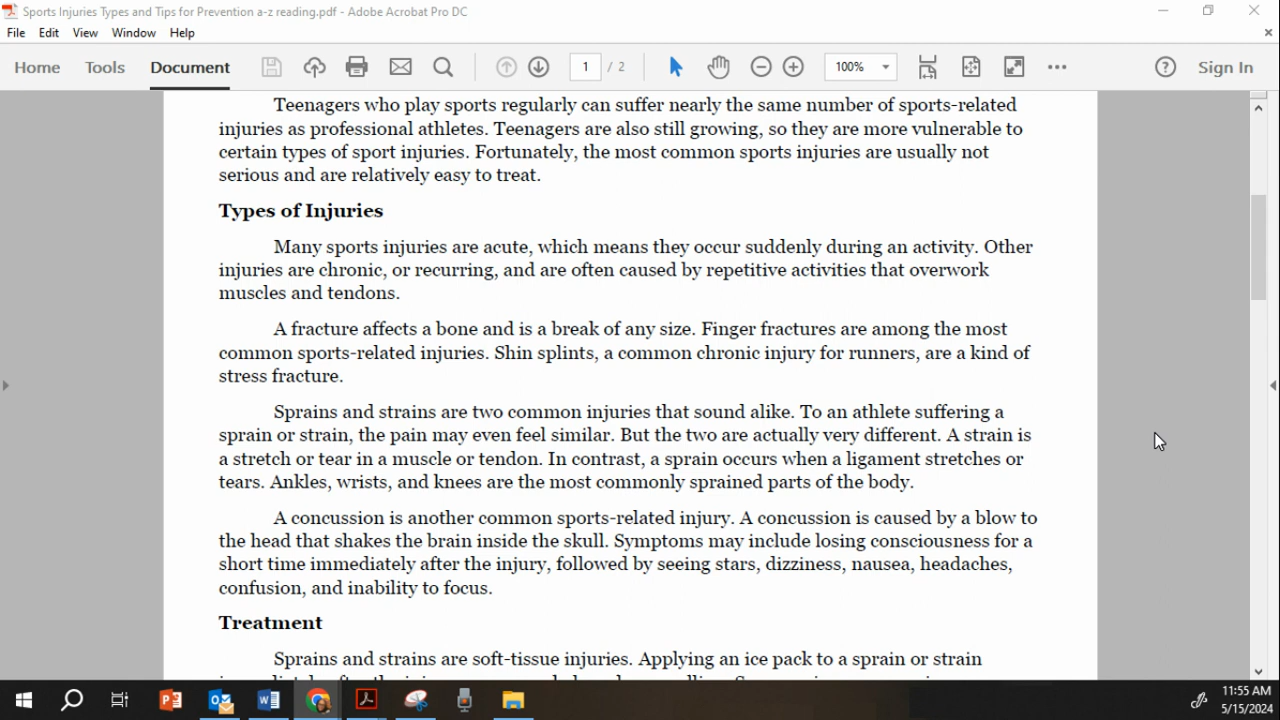 Sports Injuries Types and Tips for Prevention a-z reading.pdf - Adobe Acrobat Pro DC
File Edit View Window Help
Home Tools Document 1 / 2 100% Sign In
Teenagers who play sports regularly can suffer nearly the same number of sports-related
injuries as professional athletes. Teenagers are also still growing, so they are more vulnerable to
certain types of sport injuries. Fortunately, the most common sports injuries are usually not
serious and are relatively easy to treat.
Types of Injuries
Many sports injuries are acute, which means they occur suddenly during an activity. Other
injuries are chronic, or recurring, and are often caused by repetitive activities that overwork
muscles and tendons.
A fracture affects a bone and is a break of any size. Finger fractures are among the most
common sports-related injuries. Shin splints, a common chronic injury for runners, are a kind of
stress fracture.
Sprains and strains are two common injuries that sound alike. To an athlete suffering a
sprain or strain, the pain may even feel similar. But the two are actually very different. A strain is
a stretch or tear in a muscle or tendon. In contrast, a sprain occurs when a ligament stretches or
tears. Ankles, wrists, and knees are the most commonly sprained parts of the body.
A concussion is another common sports-related injury. A concussion is caused by a blow to
the head that shakes the brain inside the skull. Symptoms may include losing consciousness for a
short time immediately after the injury, followed by seeing stars, dizziness, nausea, headaches,
confusion, and inability to focus.
Treatment
Sprains and strains are soft-tissue injuries. Applying an ice pack to a sprain or strain
11:55 AM
5/15/2024